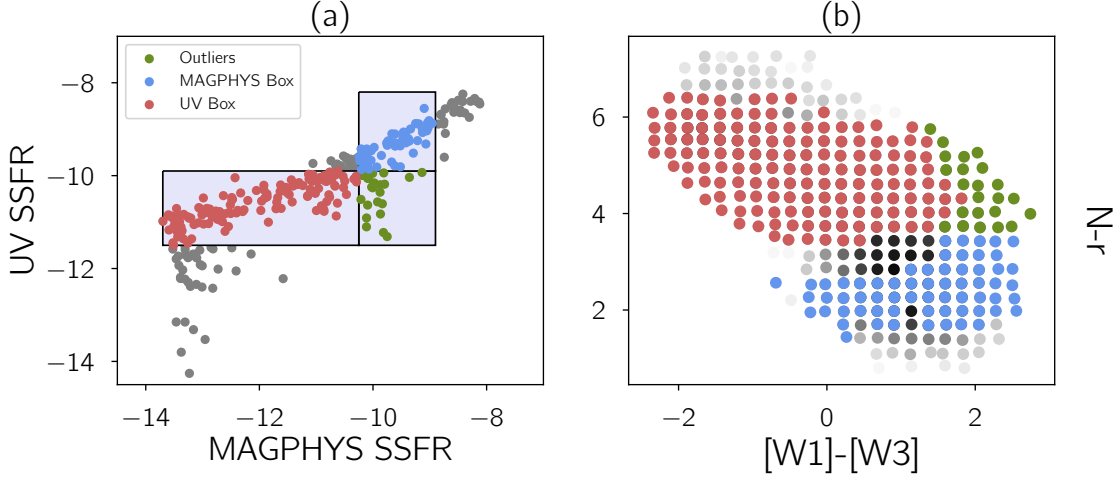 (a)
UV SSFR
−8
−10
−12
−14
Outliers
MAGPHYS Box
UV Box
−14
−12
−10
−8
MAGPHYS SSFR
(b)
6
4
2
−2
0
2
[W1]-[W3]
N-r